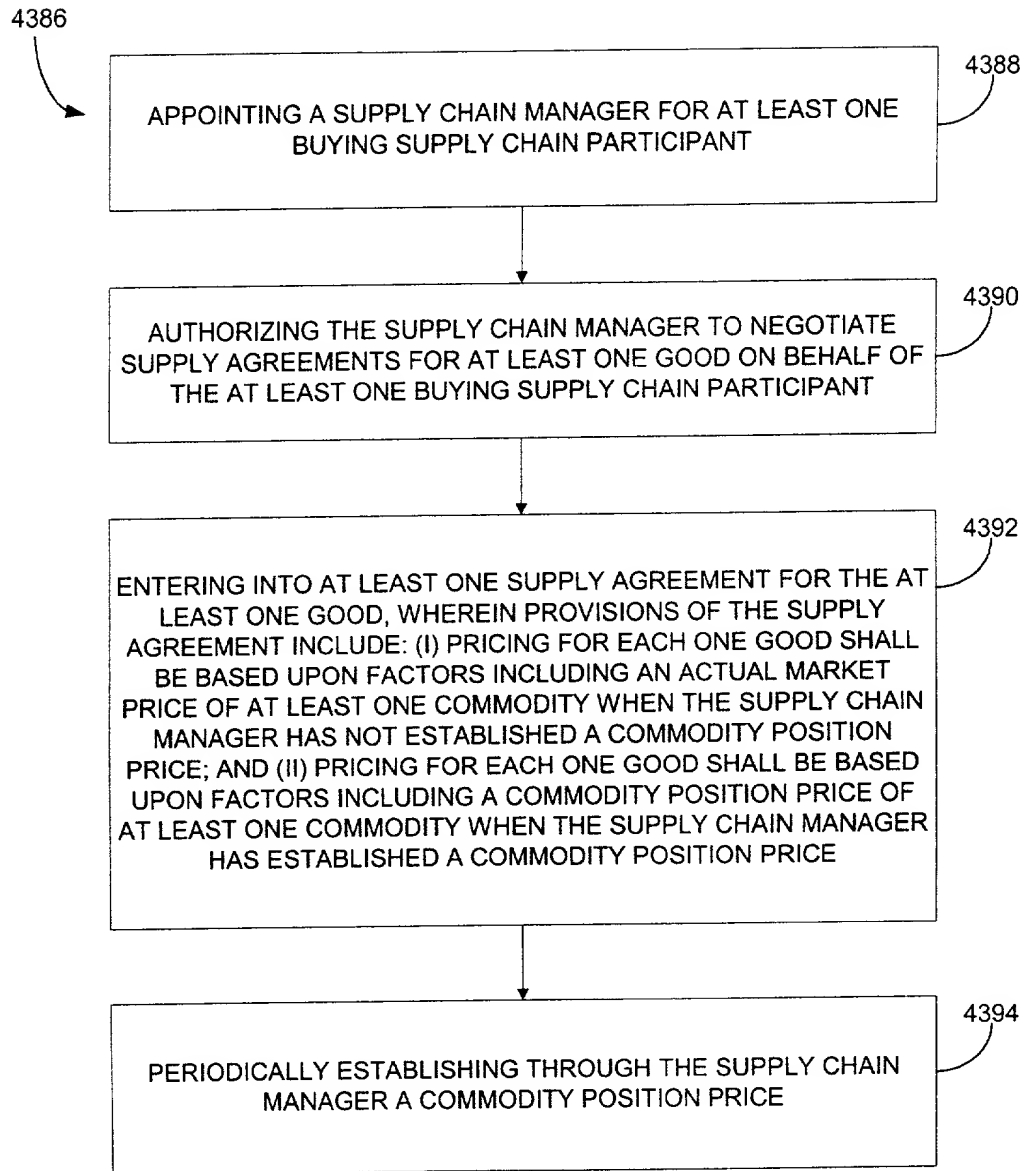 4386
4388
APPOINTING A SUPPLY CHAIN MANAGER FOR AT LEAST ONE
BUYING SUPPLY CHAIN PARTICIPANT
4390
AUTHORIZING THE SUPPLY CHAIN MANAGER TO NEGOTIATE
SUPPLY AGREEMENTS FOR AT LEAST ONE GOOD ON BEHALF OF
THE AT LEAST ONE BUYING SUPPLY CHAIN PARTICIPANT
4392
ENTERING INTO AT LEAST ONE SUPPLY AGREEMENT FOR THE AT
LEAST ONE GOOD, WHEREIN PROVISIONS OF THE SUPPLY
AGREEMENT INCLUDE: (I) PRICING FOR EACH ONE GOOD SHALL
BE BASED UPON FACTORS INCLUDING AN ACTUAL MARKET
PRICE OF AT LEAST ONE COMMODITY WHEN THE SUPPLY CHAIN
MANAGER HAS NOT ESTABLISHED A COMMODITY POSITION
PRICE; AND (II) PRICING FOR EACH ONE GOOD SHALL BE BASED
UPON FACTORS INCLUDING A COMMODITY POSITION PRICE OF
AT LEAST ONE COMMODITY WHEN THE SUPPLY CHAIN MANAGER
HAS ESTABLISHED A COMMODITY POSITION PRICE
4394
PERIODICALLY ESTABLISHING THROUGH THE SUPPLY CHAIN
MANAGER A COMMODITY POSITION PRICE